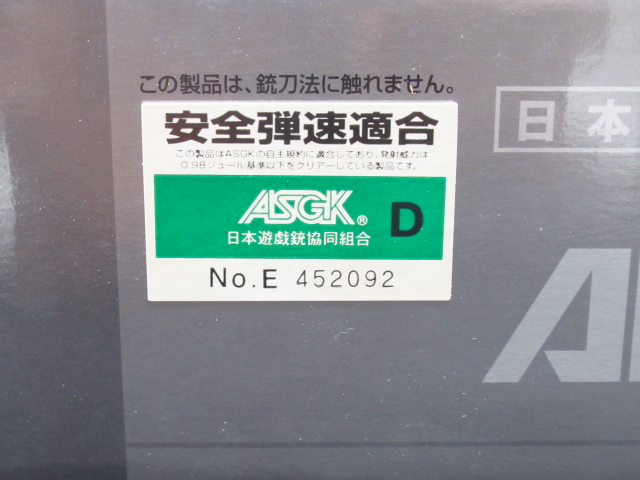 この製品は、銃刀法に触れません。
日本
安全弾速適合
この製品はASGKの自主規約に適合しており、発射威力は
0.98ジュール基準以下をクリアーしている製品です。
ASGK® D
日本遊戯銃協同組合
No.E 452092
A